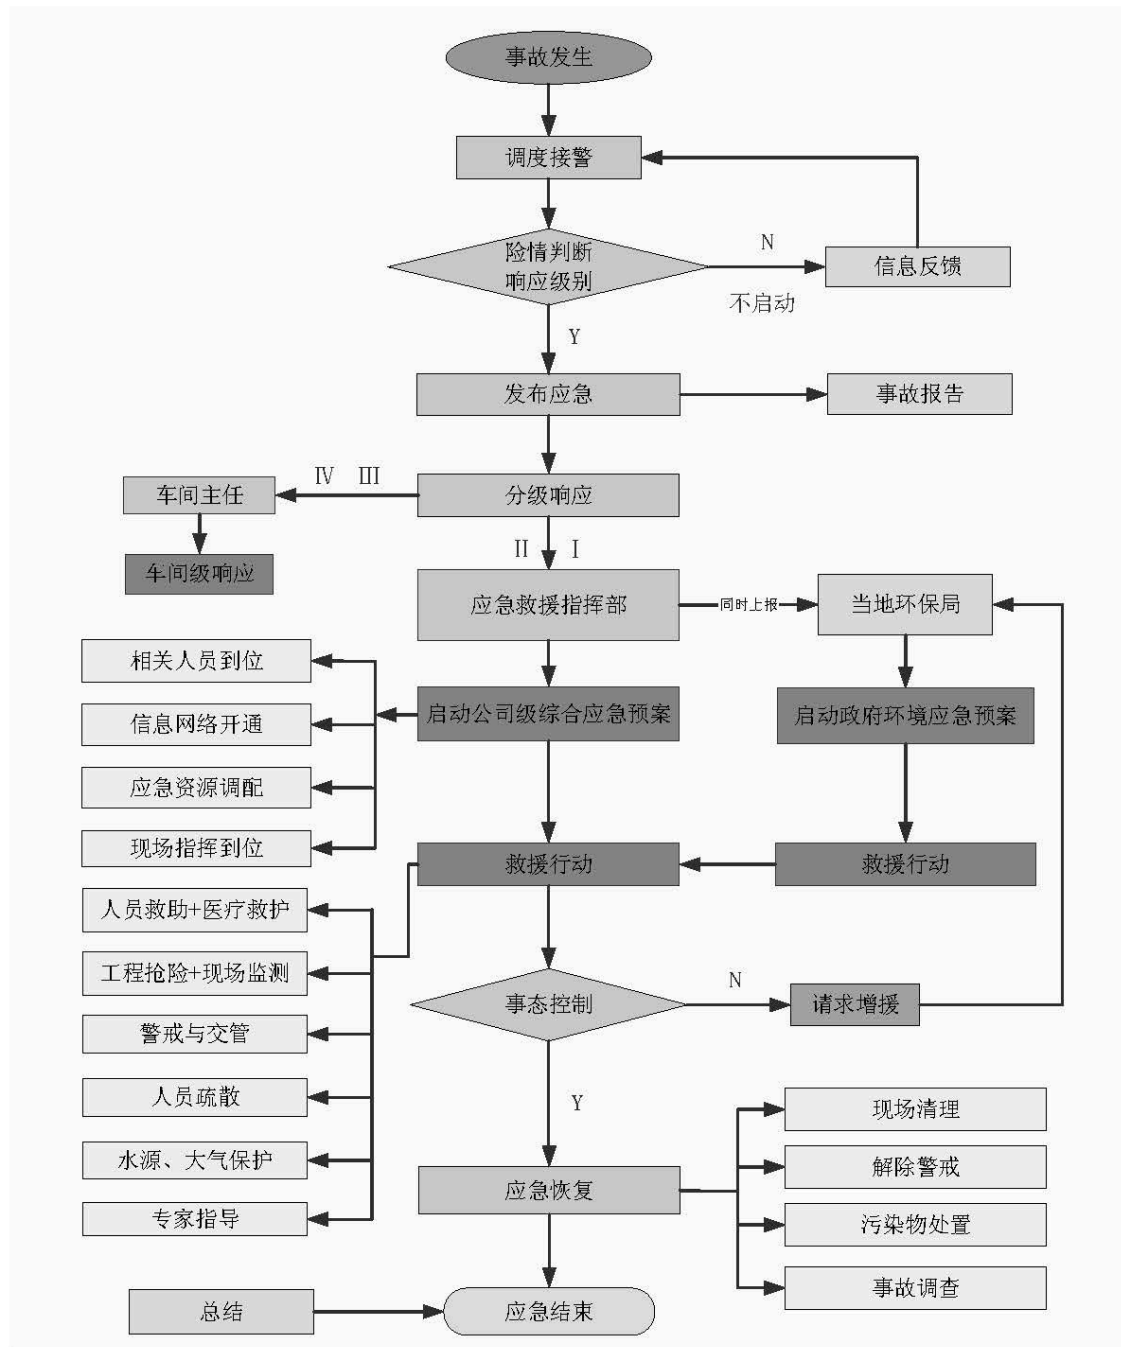 事故发生
调度接警
险情判断
响应级别
N
不启动
信息反馈
Y
发布应急
事故报告
分级响应
Ⅳ Ⅲ
车间主任
车间级响应
Ⅱ Ⅰ
应急救援指挥部
同时上报
当地环保局
启动公司级综合应急预案
启动政府环境应急预案
相关人员到位
信息网络开通
应急资源调配
现场指挥到位
救援行动
救援行动
人员救助+医疗救护
工程抢险+现场监测
警戒与交管
人员疏散
水源、大气保护
专家指导
事态控制
N
请求增援
Y
应急恢复
现场清理
解除警戒
污染物处置
事故调查
总结
应急结束